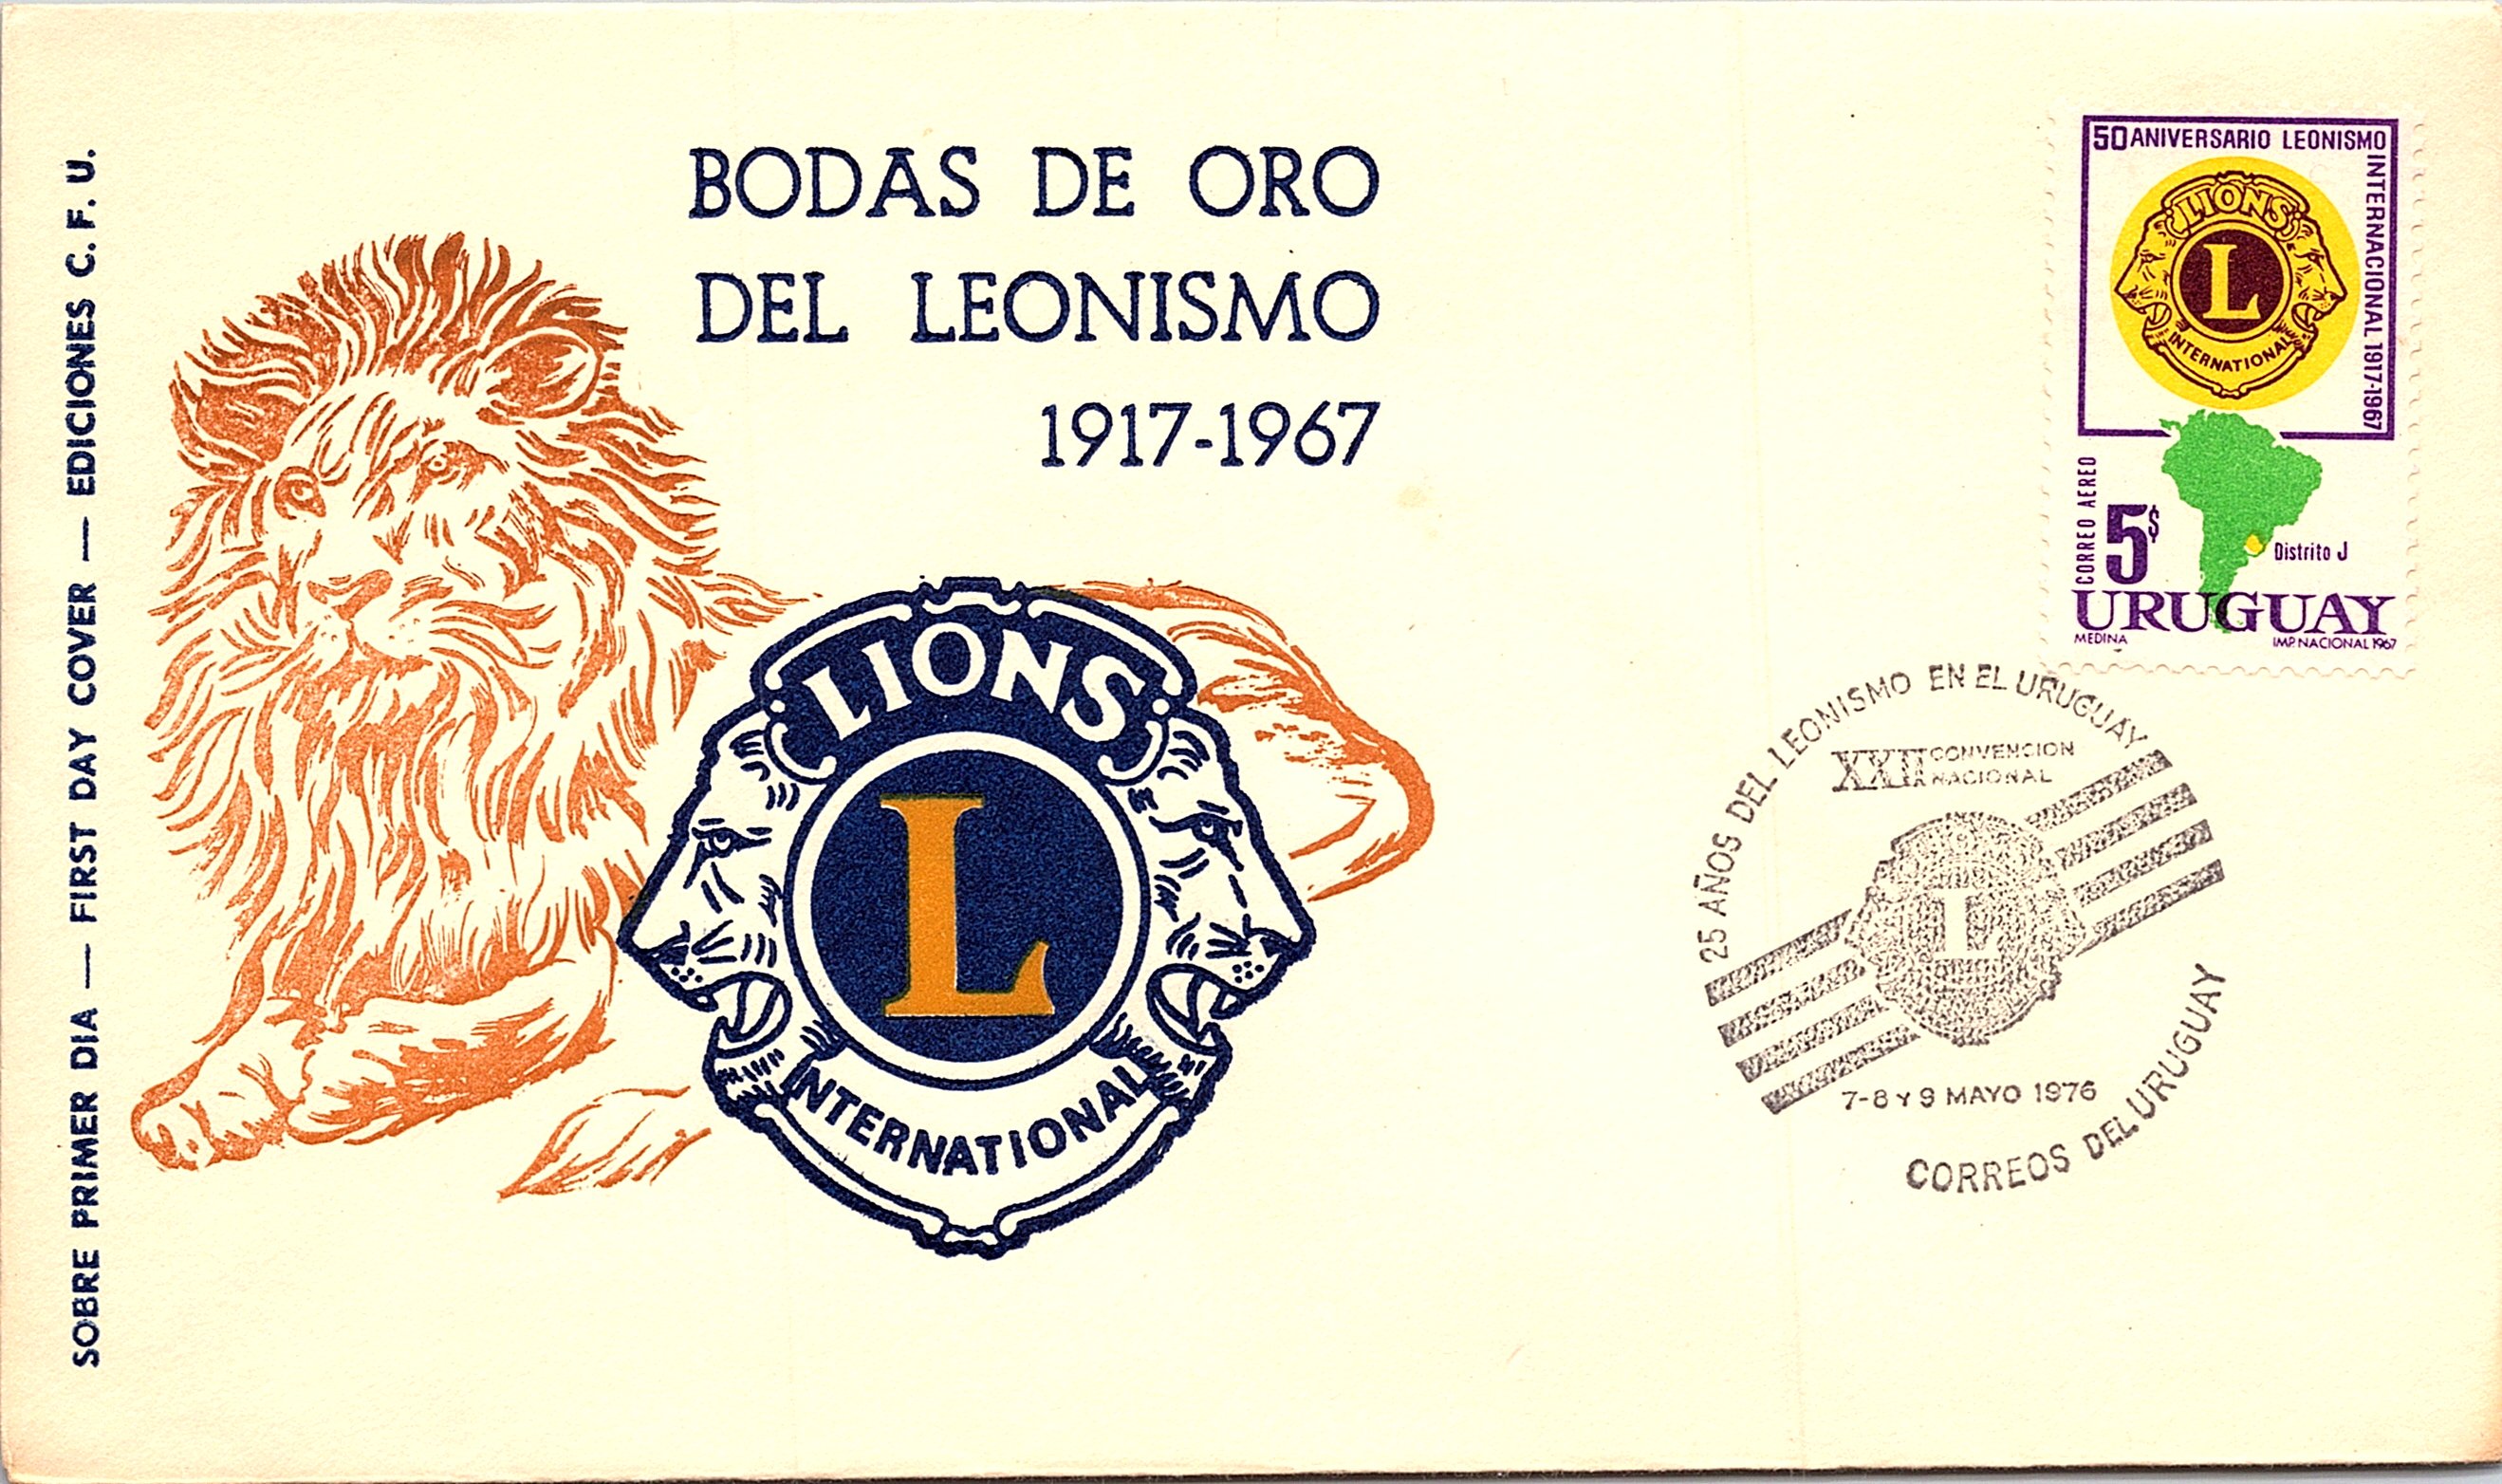 SOBRE PRIMER DIA — FIRST DAY COVER — EDICIONES C. F. U.
BODAS DE ORO
DEL LEONISMO
1917-1967
LIONS
L
INTERNATIONAL
50 ANIVERSARIO LEONISMO
INTERNACIONAL 1917-1967
LIONS
L
INTERNATIONAL
CORREO AEREO
5$
Distrito J
URUGUAY
MEDINA
IMP. NACIONAL 1967
25 AÑOS DEL LEONISMO EN EL URUGUAY
XXII CONVENCION
NACIONAL
L
7-8 Y 9 MAYO 1976
CORREOS DEL URUGUAY